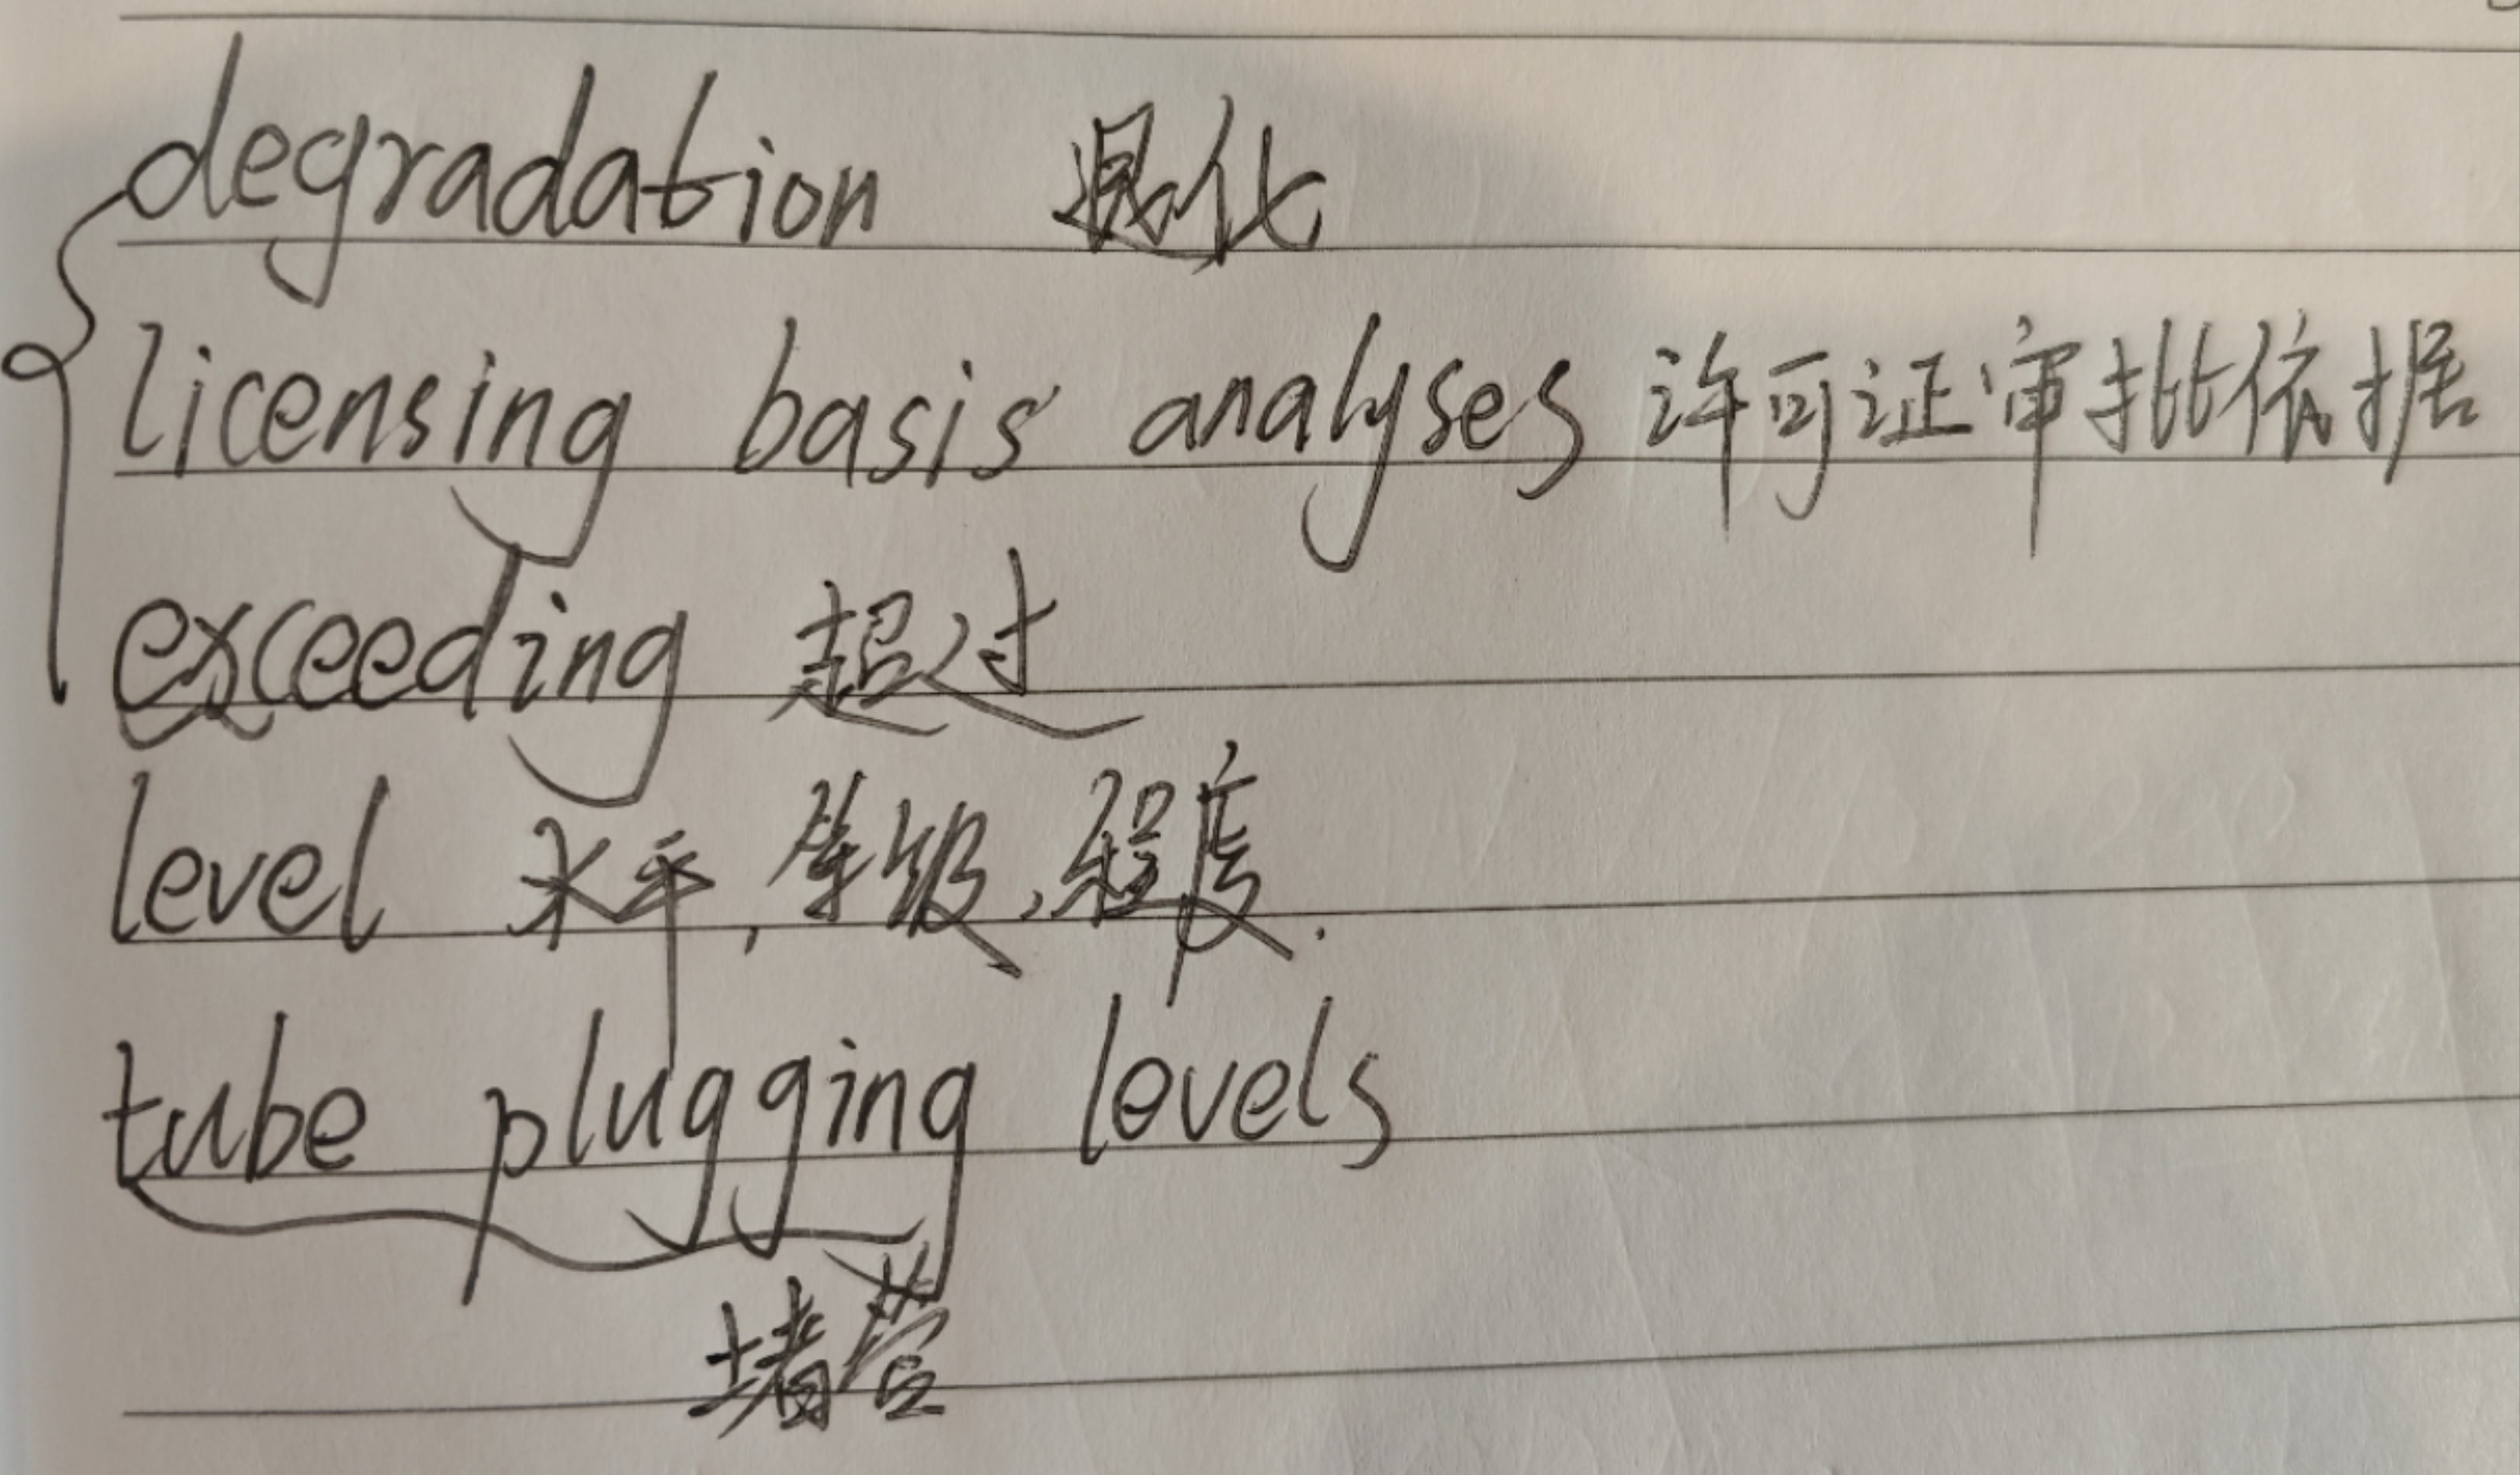 degradation 退化
licensing basis analyses 许可证审批依据
exceeding 超过
level 水平,等级,程度.
tube plugging levels
堵管